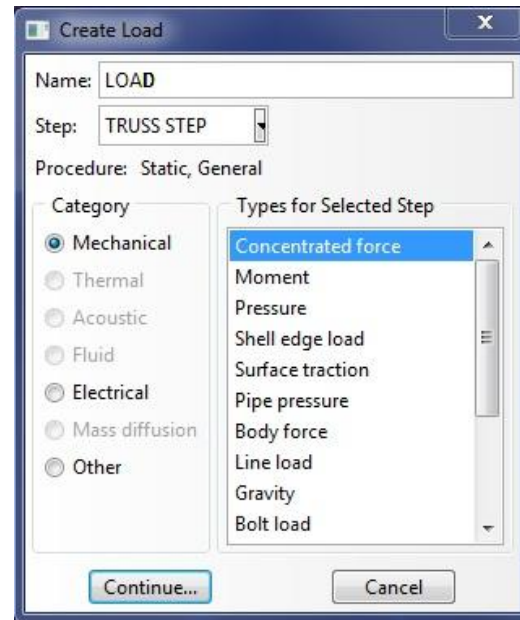 Create Load
Name: LOAD
Step: TRUSS STEP
Procedure: Static, General
Category
Mechanical
Thermal
Acoustic
Fluid
Electrical
Mass diffusion
Other
Types for Selected Step
Concentrated force
Moment
Pressure
Shell edge load
Surface traction
Pipe pressure
Body force
Line load
Gravity
Bolt load
Continue... Cancel